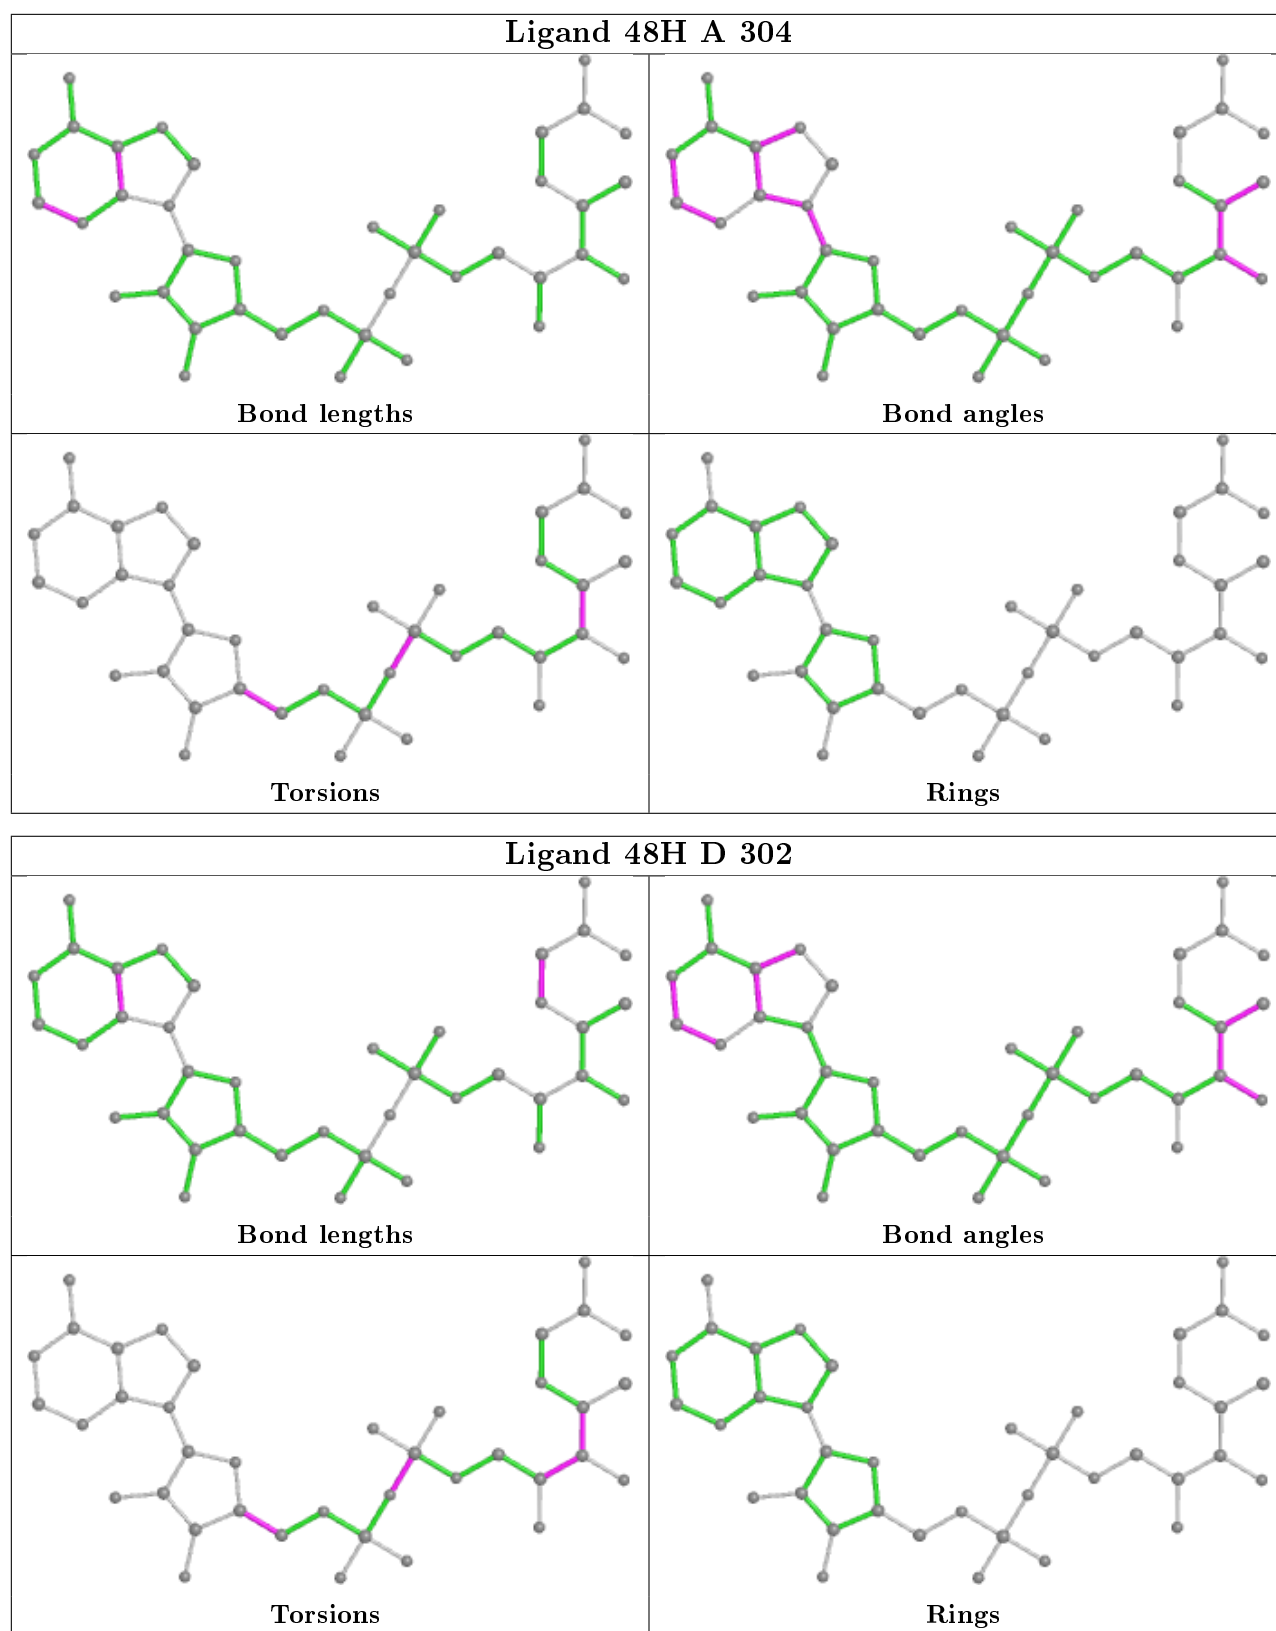 Ligand 48H A 304
Bond lengths
Bond angles
Torsions
Rings
Ligand 48H D 302
Bond lengths
Bond angles
Torsions
Rings